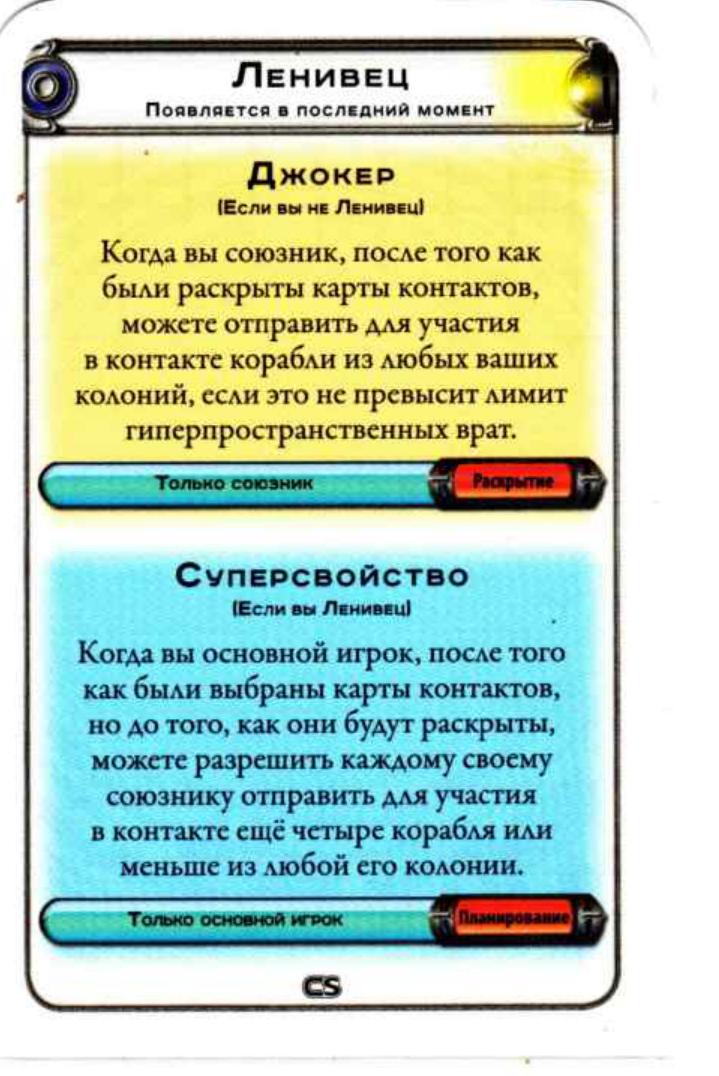 Ленивец
Появляется в последний момент
Джокер
(Если вы не Ленивец)
Когда вы союзник, после того как
были раскрыты карты контактов,
можете отправить для участия
в контакте корабли из любых ваших
колоний, если это не превысит лимит
гиперпространственных врат.
Только союзник
Раскрытие
Суперсвойство
(Если вы Ленивец)
Когда вы основной игрок, после того
как были выбраны карты контактов,
но до того, как они будут раскрыты,
можете разрешить каждому своему
союзнику отправить для участия
в контакте ещё четыре корабля или
меньше из любой его колонии.
Только основной игрок
Планирование
CS